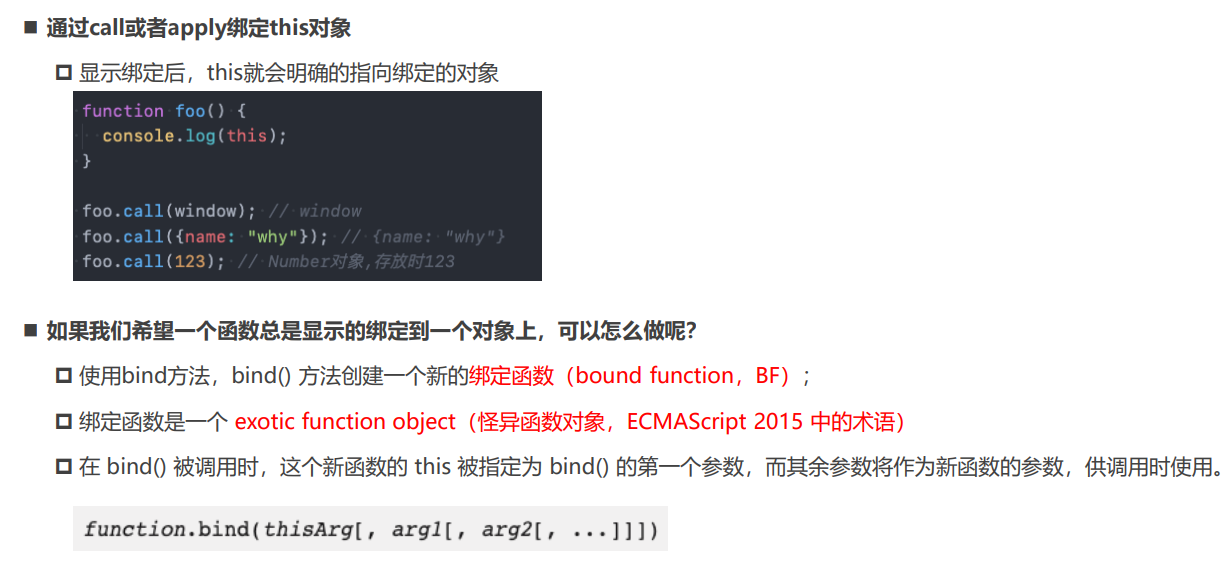 通过call或者apply绑定this对象
显示绑定后，this就会明确的指向绑定的对象
function foo() {
console.log(this);
}
foo.call(window); // window
foo.call({name: "why"}); // {name: "why"}
foo.call(123); // Number对象,存放时123
如果我们希望一个函数总是显示的绑定到一个对象上，可以怎么做呢？
使用bind方法，bind() 方法创建一个新的绑定函数（bound function，BF）；
绑定函数是一个 exotic function object（怪异函数对象，ECMAScript 2015 中的术语）
在 bind() 被调用时，这个新函数的 this 被指定为 bind() 的第一个参数，而其余参数将作为新函数的参数，供调用时使用。
function.bind(thisArg[, arg1[, arg2[, ...]]])